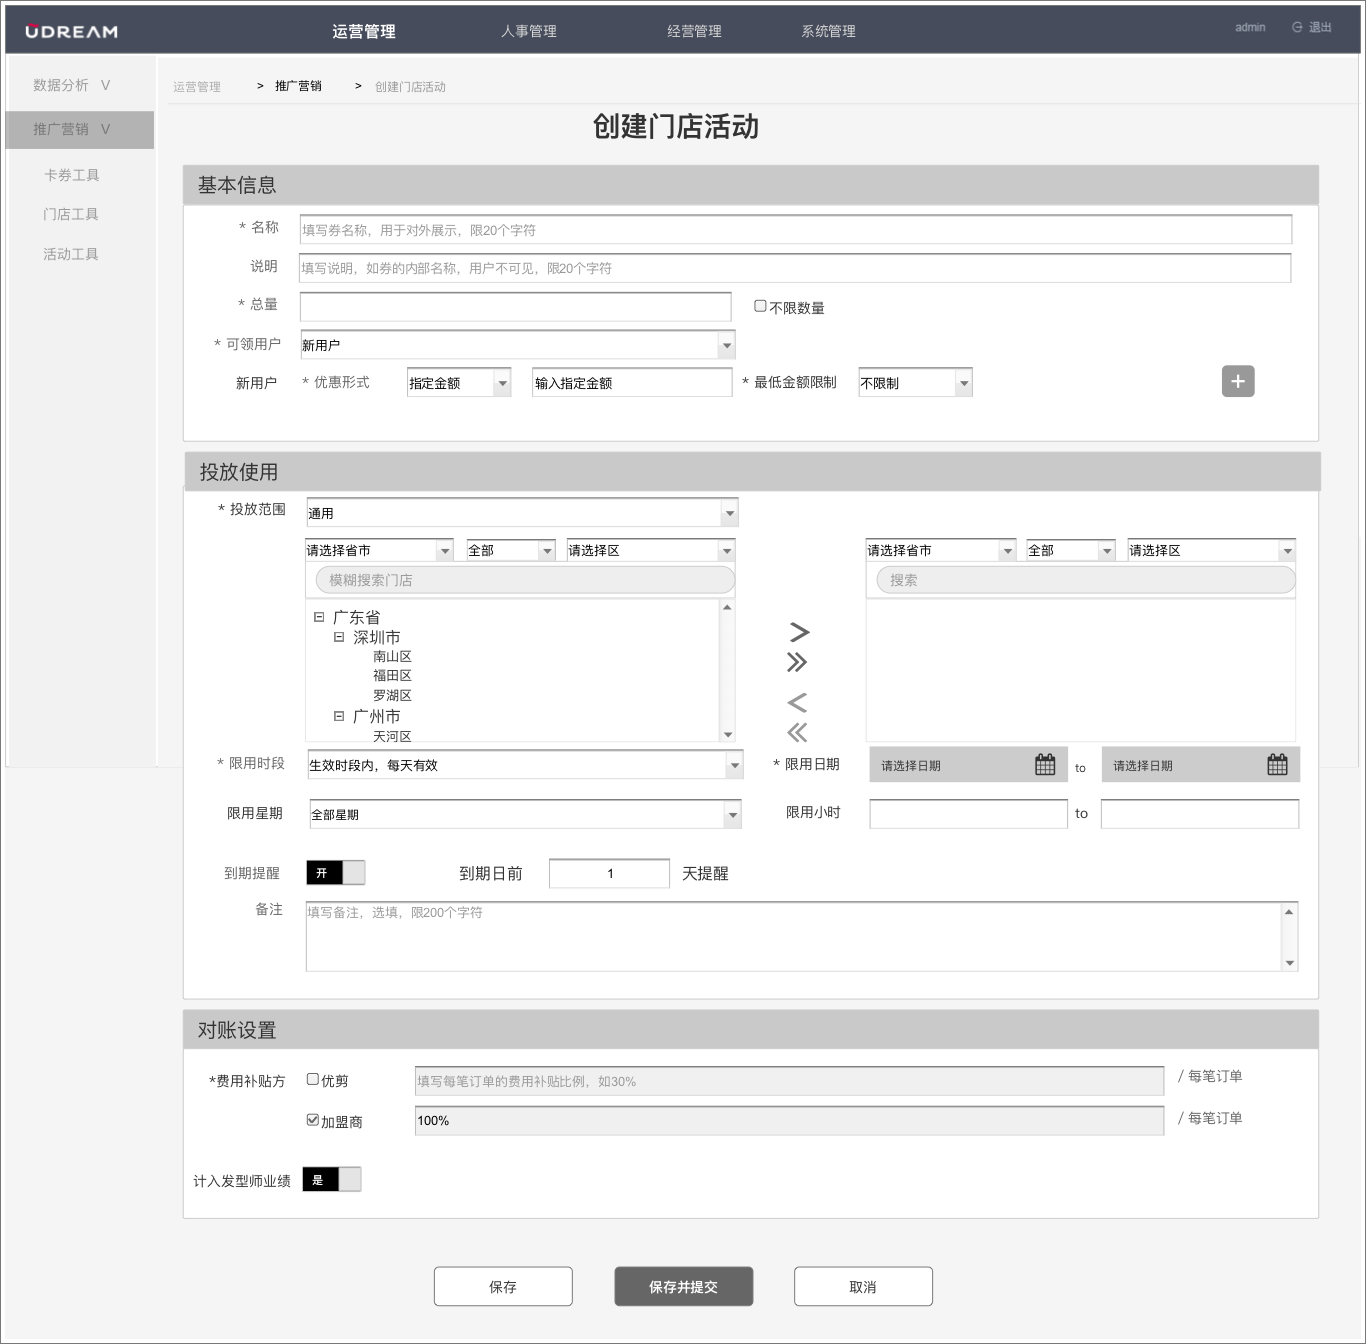 UDREAM 运营管理 人事管理 经营管理 系统管理 admin 退出
数据分析 V
推广营销 V
卡券工具
门店工具
活动工具
运营管理 > 推广营销 > 创建门店活动
创建门店活动
基本信息
* 名称 填写券名称，用于对外展示，限20个字符
说明 填写说明，如券的内部名称，用户不可见，限20个字符
* 总量 不限数量
* 可领用户 新用户
新用户 * 优惠形式 指定金额 输入指定金额 * 最低金额限制 不限制 +
投放使用
* 投放范围 通用
请选择省市 全部 请选择区 请选择省市 全部 请选择区
模糊搜索门店 搜索
广东省
深圳市
南山区
福田区
罗湖区
广州市
天河区
* 限用时段 生效时段内，每天有效 * 限用日期 请选择日期 to 请选择日期
限用星期 全部星期 限用小时 to
到期提醒 开 到期日前 1 天提醒
备注 填写备注，选填，限200个字符
对账设置
*费用补贴方 优剪 填写每笔订单的费用补贴比例，如30% / 每笔订单
加盟商 100% / 每笔订单
计入发型师业绩 是
保存 保存并提交 取消